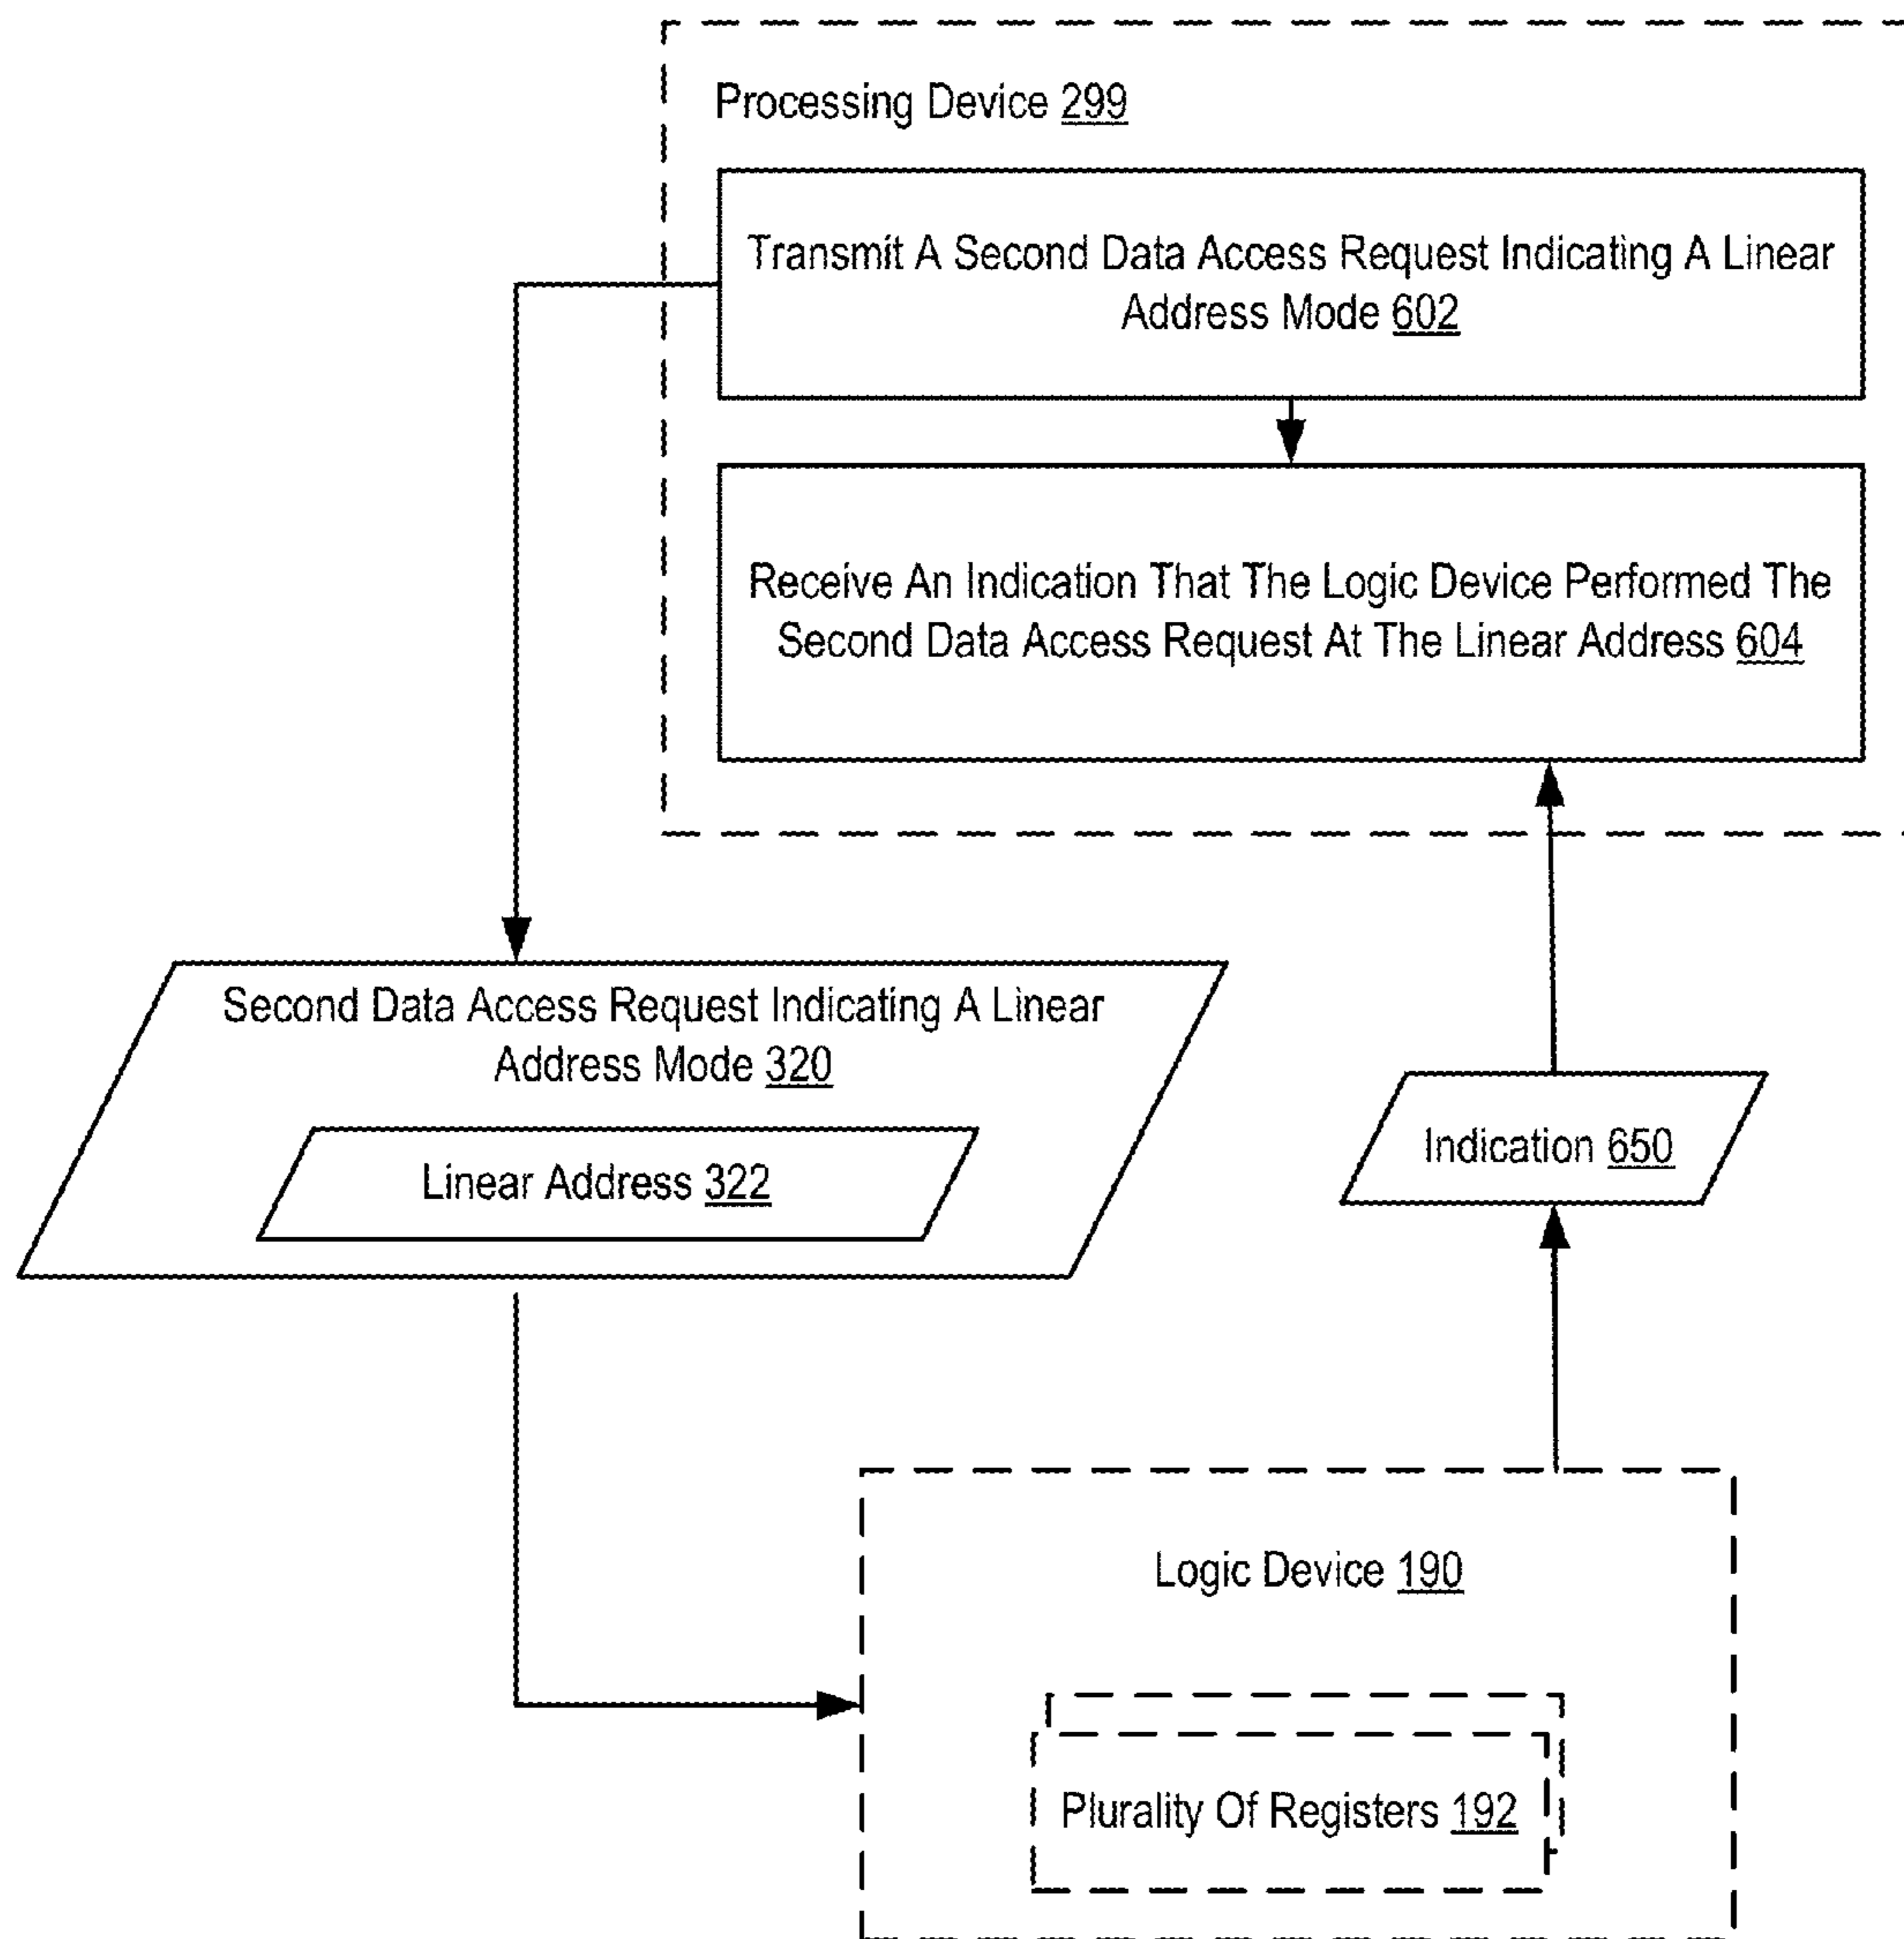 Processing Device 299
Transmit A Second Data Access Request Indicating A Linear
Address Mode 602
Receive An Indication That The Logic Device Performed The
Second Data Access Request At The Linear Address 604
Second Data Access Request Indicating A Linear
Address Mode 320
Linear Address 322
Indication 650
Logic Device 190
Plurality Of Registers 192